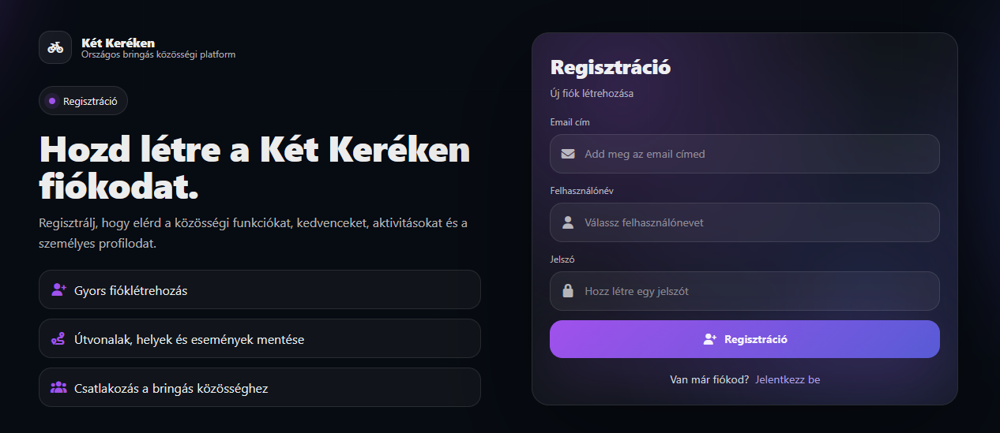 Két Keréken
Országos bringás közösségi platform
Regisztráció
Hozd létre a Két Keréken
fiókodat.
Regisztrálj, hogy elérd a közösségi funkciókat, kedvenceket, aktivitásokat és a
személyes profilodat.
Gyors fióklétrehozás
Útvonalak, helyek és események mentése
Csatlakozás a bringás közösséghez
Regisztráció
Új fiók létrehozása
Email cím
Add meg az email címed
Felhasználónév
Válassz felhasználónevet
Jelszó
Hozz létre egy jelszót
Regisztráció
Van már fiókod? Jelentkezz be